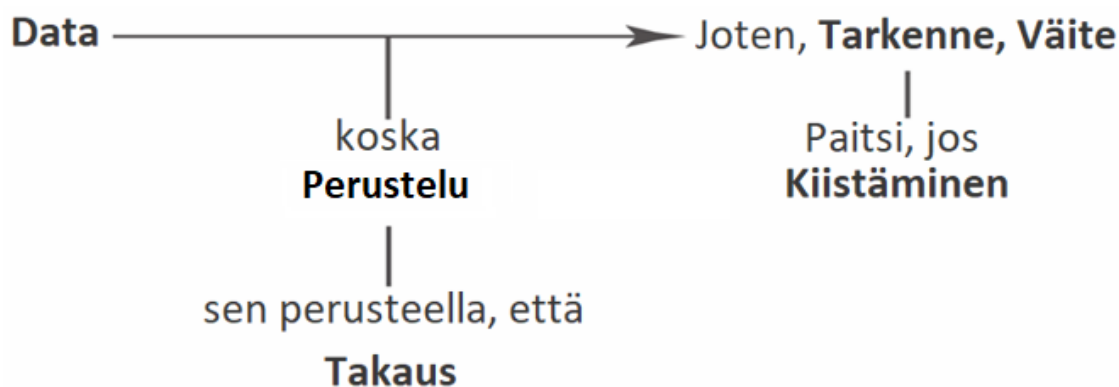 Data Joten, Tarkenne, Väite
koska
Perustelu
Paitsi, jos
Kiistäminen
sen perusteella, että
Takaus